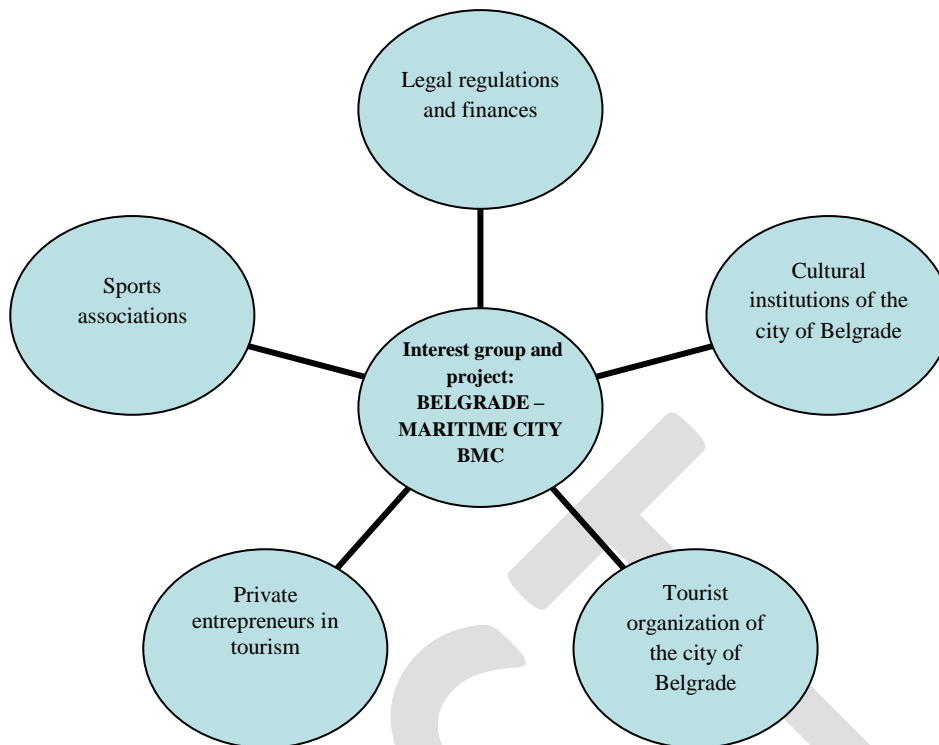 Legal regulations
and finances
Sports
associations
Cultural
institutions of the
city of Belgrade
Interest group and
project:
BELGRADE –
MARITIME CITY
BMC
Private
entrepreneurs in
tourism
Tourist
organization of
the city of
Belgrade